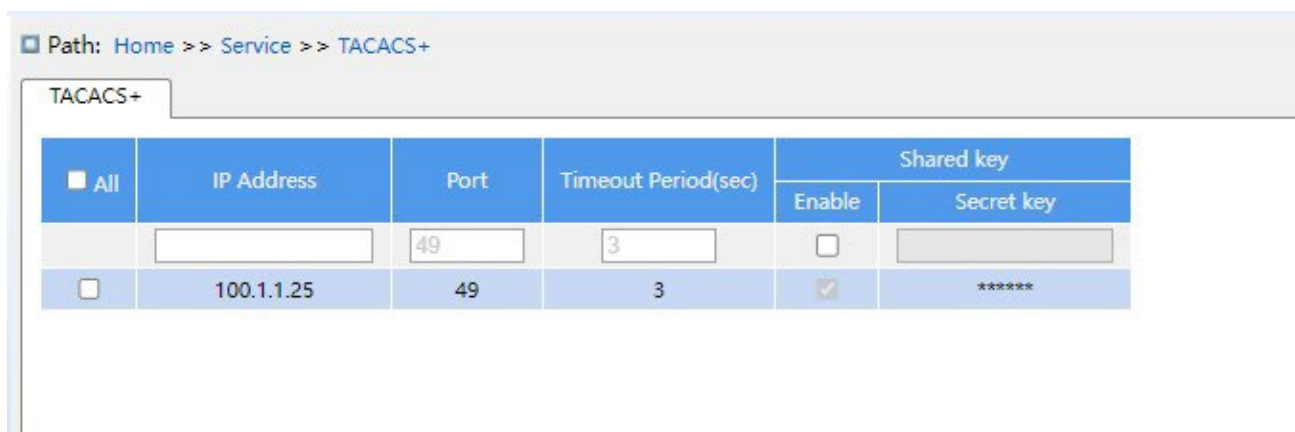 Path: Home >> Service >> TACACS+
TACACS+
All IP Address Port Timeout Period(sec) Shared key
Enable Secret key
49 3
100.1.1.25 49 3 ******